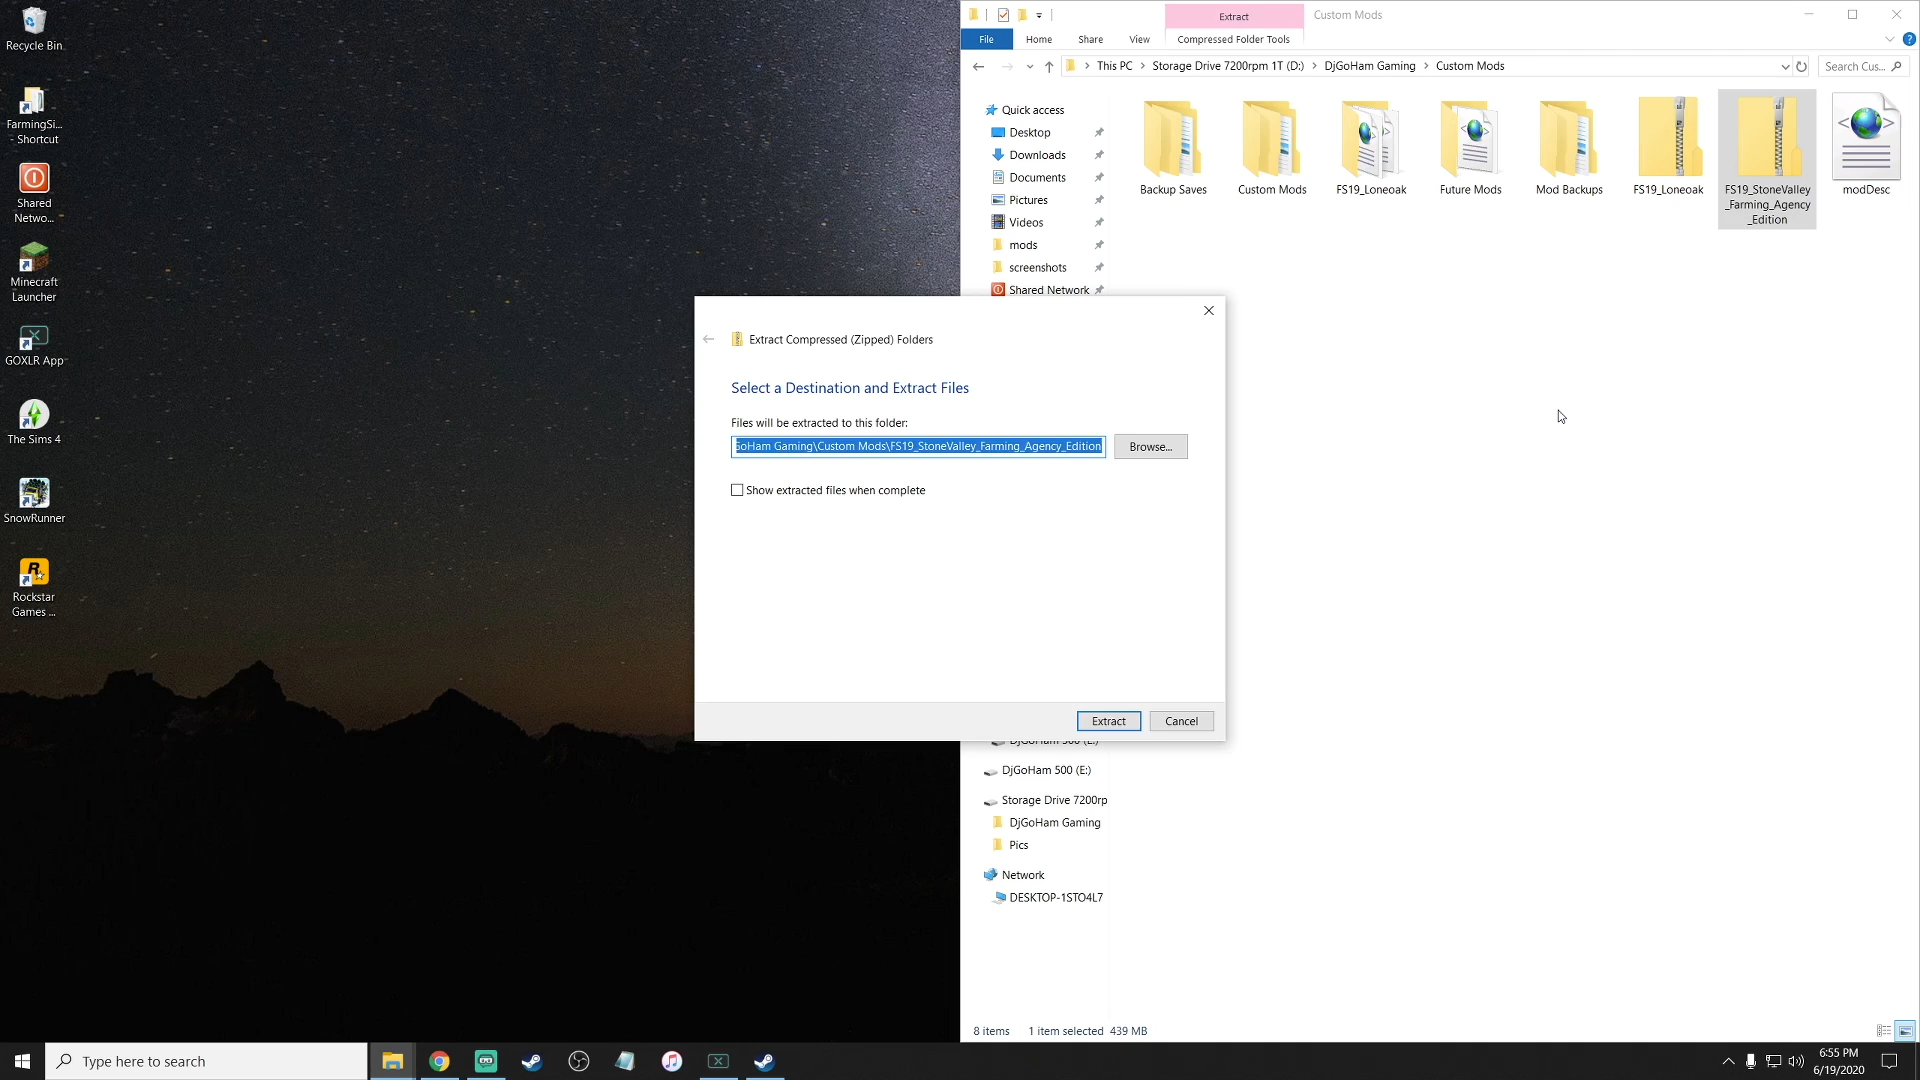 Recycle Bin
FarmingSi...
- Shortcut
Shared
Netwo...
Minecraft
Launcher
GOXLR App
The Sims 4
SnowRunner
Rockstar
Games ...
Extract
Custom Mods
File
Home
Share
View
Compressed Folder Tools
This PC
Storage Drive 7200rpm 1T (D:)
DjGoHam Gaming
Custom Mods
Search Cus...
Quick access
Desktop
Downloads
Documents
Pictures
Videos
mods
screenshots
Shared Network
Backup Saves
Custom Mods
FS19_Loneoak
Future Mods
Mod Backups
FS19_Loneoak
FS19_StoneValley
_Farming_Agency
_Edition
modDesc
Extract Compressed (Zipped) Folders
Select a Destination and Extract Files
Files will be extracted to this folder:
GoHam Gaming\Custom Mods\FS19_StoneValley_Farming_Agency_Edition
Browse...
Show extracted files when complete
Extract
Cancel
DjGoHam 500 (E:)
DjGoHam 500 (E:)
Storage Drive 7200rp
DjGoHam Gaming
Pics
Network
DESKTOP-1STO4L7
8 items
1 item selected 439 MB
Type here to search
6:55 PM
6/19/2020